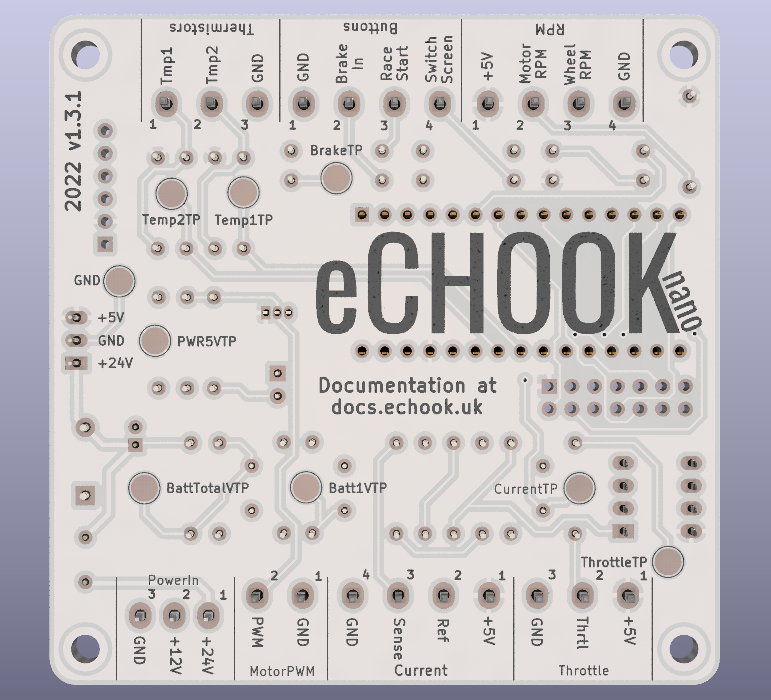 Thermistors
Buttons
RPM
Tmp1
Tmp2
GND
GND
Brake
In
Race
Start
Switch
Screen
+5V
Motor
RPM
Wheel
RPM
GND
1 2 3
1 2 3 4
1 2 3 4
2022 v1.3.1
BrakeTP
Temp2TP
Temp1TP
GND
+5V
GND
+24V
PWR5VTP
eCHOOK
nano
Documentation at
docs.echook.uk
BattTotalVTP
Batt1VTP
CurrentTP
ThrottleTP
PowerIn
3 2 1
2 1
4 3 2 1
3 2 1
GND
+12V
+24V
PWM
GND
GND
Sense
Ref
+5V
GND
Thrtl
+5V
MotorPWM
Current
Throttle